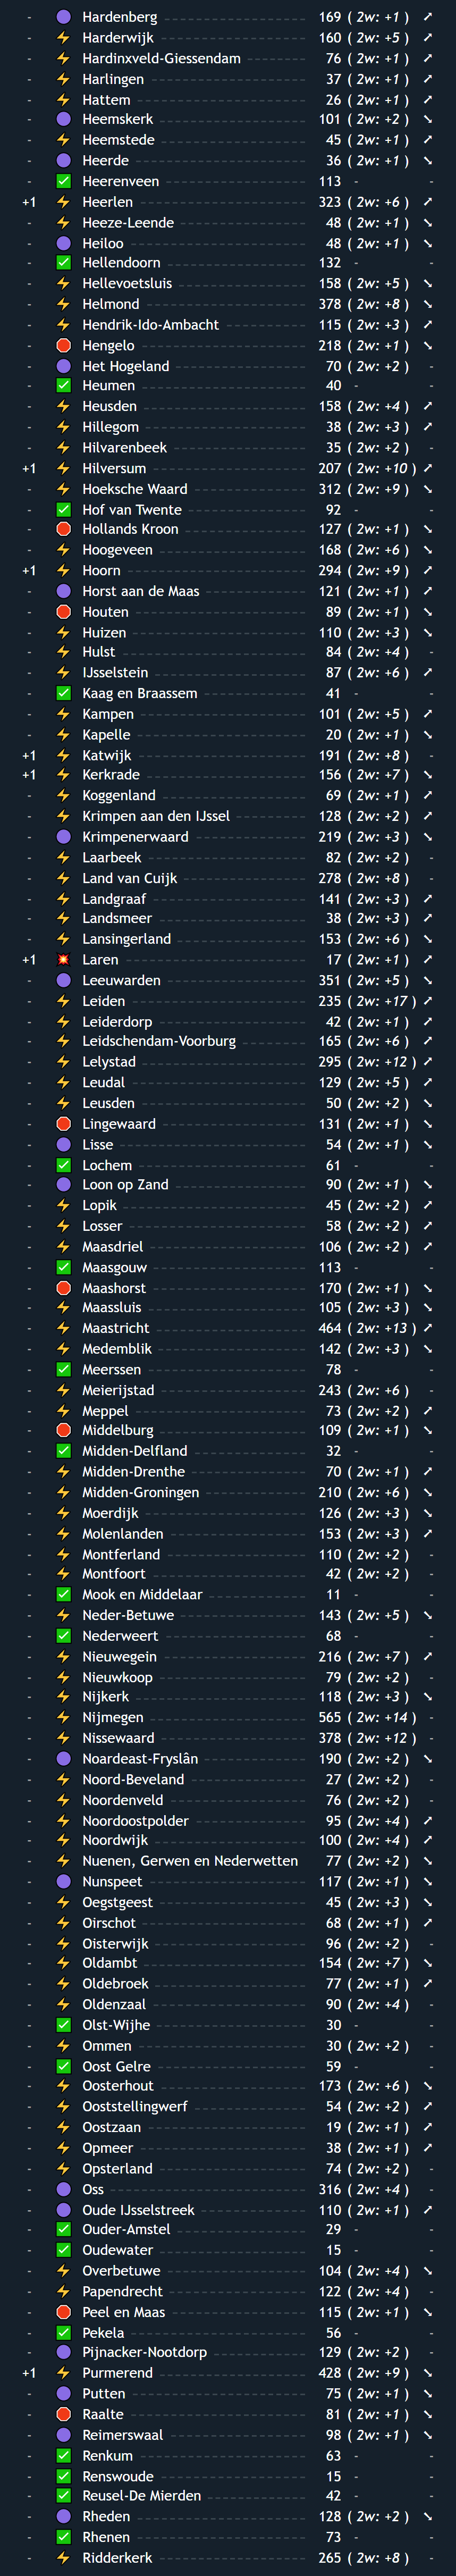 - Hardenberg 169 ( 2w: +1 ) ➚
- Harderwijk 160 ( 2w: +5 ) ➚
- Hardinxveld-Giessendam 76 ( 2w: +1 ) ➚
- Harlingen 37 ( 2w: +1 ) ➚
- Hattem 26 ( 2w: +1 ) ➚
- Heemskerk 101 ( 2w: +2 ) ➘
- Heemstede 45 ( 2w: +1 ) ➚
- Heerde 36 ( 2w: +1 ) ➘
- Heerenveen 113 - -
+1 Heerlen 323 ( 2w: +6 ) ➚
- Heeze-Leende 48 ( 2w: +1 ) ➘
- Heiloo 48 ( 2w: +1 ) ➘
- Hellendoorn 132 - -
- Hellevoetsluis 158 ( 2w: +5 ) ➘
- Helmond 378 ( 2w: +8 ) ➘
- Hendrik-Ido-Ambacht 115 ( 2w: +3 ) ➚
- Hengelo 218 ( 2w: +1 ) ➘
- Het Hogeland 70 ( 2w: +2 ) -
- Heumen 40 - -
- Heusden 158 ( 2w: +4 ) ➚
- Hillegom 38 ( 2w: +3 ) ➚
- Hilvarenbeek 35 ( 2w: +2 ) -
+1 Hilversum 207 ( 2w: +10 ) ➚
- Hoeksche Waard 312 ( 2w: +9 ) ➘
- Hof van Twente 92 - -
- Hollands Kroon 127 ( 2w: +1 ) ➘
- Hoogeveen 168 ( 2w: +6 ) ➘
+1 Hoorn 294 ( 2w: +9 ) ➚
- Horst aan de Maas 121 ( 2w: +1 ) ➚
- Houten 89 ( 2w: +1 ) ➘
- Huizen 110 ( 2w: +3 ) ➘
- Hulst 84 ( 2w: +4 ) -
- IJsselstein 87 ( 2w: +6 ) ➚
- Kaag en Braassem 41 - -
- Kampen 101 ( 2w: +5 ) ➚
- Kapelle 20 ( 2w: +1 ) ➘
+1 Katwijk 191 ( 2w: +8 ) -
+1 Kerkrade 156 ( 2w: +7 ) ➘
- Koggenland 69 ( 2w: +1 ) ➚
- Krimpen aan den IJssel 128 ( 2w: +2 ) ➚
- Krimpenerwaard 219 ( 2w: +3 ) ➘
- Laarbeek 82 ( 2w: +2 ) -
- Land van Cuijk 278 ( 2w: +8 ) -
- Landgraaf 141 ( 2w: +3 ) ➚
- Landsmeer 38 ( 2w: +3 ) ➚
- Lansingerland 153 ( 2w: +6 ) ➘
+1 Laren 17 ( 2w: +1 ) ➚
- Leeuwarden 351 ( 2w: +5 ) ➘
- Leiden 235 ( 2w: +17 ) ➚
- Leiderdorp 42 ( 2w: +1 ) ➚
- Leidschendam-Voorburg 165 ( 2w: +6 ) ➚
- Lelystad 295 ( 2w: +12 ) ➚
- Leudal 129 ( 2w: +5 ) ➚
- Leusden 50 ( 2w: +2 ) ➘
- Lingewaard 131 ( 2w: +1 ) ➘
- Lisse 54 ( 2w: +1 ) ➘
- Lochem 61 - -
- Loon op Zand 90 ( 2w: +1 ) ➘
- Lopik 45 ( 2w: +2 ) ➚
- Losser 58 ( 2w: +2 ) ➚
- Maasdriel 106 ( 2w: +2 ) ➚
- Maasgouw 113 - -
- Maashorst 170 ( 2w: +1 ) ➘
- Maassluis 105 ( 2w: +3 ) ➘
- Maastricht 464 ( 2w: +13 ) ➚
- Medemblik 142 ( 2w: +3 ) ➘
- Meerssen 78 - -
- Meierijstad 243 ( 2w: +6 ) -
- Meppel 73 ( 2w: +2 ) ➚
- Middelburg 109 ( 2w: +1 ) ➘
- Midden-Delfland 32 - -
- Midden-Drenthe 70 ( 2w: +1 ) ➚
- Midden-Groningen 210 ( 2w: +6 ) ➘
- Moerdijk 126 ( 2w: +3 ) ➘
- Molenlanden 153 ( 2w: +3 ) ➚
- Montferland 110 ( 2w: +2 ) -
- Montfoort 42 ( 2w: +2 ) -
- Mook en Middelaar 11 - -
- Neder-Betuwe 143 ( 2w: +5 ) ➘
- Nederweert 68 - -
- Nieuwegein 216 ( 2w: +7 ) ➚
- Nieuwkoop 79 ( 2w: +2 ) -
- Nijkerk 118 ( 2w: +3 ) ➘
- Nijmegen 565 ( 2w: +14 ) -
- Nissewaard 378 ( 2w: +12 ) -
- Noardeast-Fryslân 190 ( 2w: +2 ) ➘
- Noord-Beveland 27 ( 2w: +2 ) -
- Noordenveld 76 ( 2w: +2 ) -
- Noordoostpolder 95 ( 2w: +4 ) ➚
- Noordwijk 100 ( 2w: +4 ) ➚
- Nuenen, Gerwen en Nederwetten 77 ( 2w: +2 ) ➘
- Nunspeet 117 ( 2w: +1 ) ➘
- Oegstgeest 45 ( 2w: +3 ) ➘
- Oirschot 68 ( 2w: +1 ) ➚
- Oisterwijk 96 ( 2w: +2 ) -
- Oldambt 154 ( 2w: +7 ) ➘
- Oldebroek 77 ( 2w: +1 ) ➚
- Oldenzaal 90 ( 2w: +4 ) -
- Olst-Wijhe 30 - -
- Ommen 30 ( 2w: +2 ) -
- Oost Gelre 59 - -
- Oosterhout 173 ( 2w: +6 ) ➘
- Ooststellingwerf 54 ( 2w: +2 ) ➚
- Oostzaan 19 ( 2w: +1 ) ➚
- Opmeer 38 ( 2w: +1 ) ➚
- Opsterland 74 ( 2w: +2 ) -
- Oss 316 ( 2w: +4 ) -
- Oude IJsselstreek 110 ( 2w: +1 ) ➚
- Ouder-Amstel 29 - -
- Oudewater 15 - -
- Overbetuwe 104 ( 2w: +4 ) ➘
- Papendrecht 122 ( 2w: +4 ) -
- Peel en Maas 115 ( 2w: +1 ) ➘
- Pekela 56 - -
- Pijnacker-Nootdorp 129 ( 2w: +2 ) -
+1 Purmerend 428 ( 2w: +9 ) ➘
- Putten 75 ( 2w: +1 ) ➘
- Raalte 81 ( 2w: +1 ) ➘
- Reimerswaal 98 ( 2w: +1 ) ➘
- Renkum 63 - -
- Renswoude 15 - -
- Reusel-De Mierden 42 - -
- Rheden 128 ( 2w: +2 ) ➘
- Rhenen 73 - -
- Ridderkerk 265 ( 2w: +8 ) -